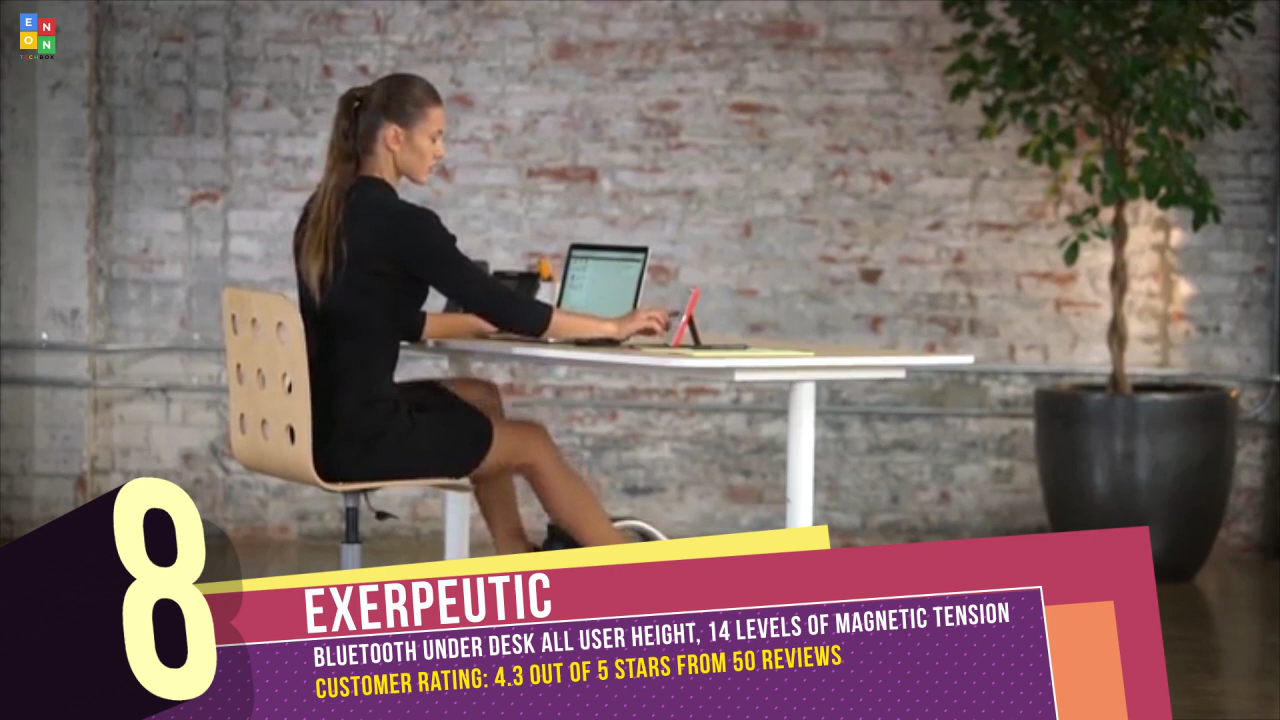 E N
O N
TECHBOX
8
EXERPEUTIC
BLUETOOTH UNDER DESK ALL USER HEIGHT, 14 LEVELS OF MAGNETIC TENSION
CUSTOMER RATING: 4.3 OUT OF 5 STARS FROM 50 REVIEWS